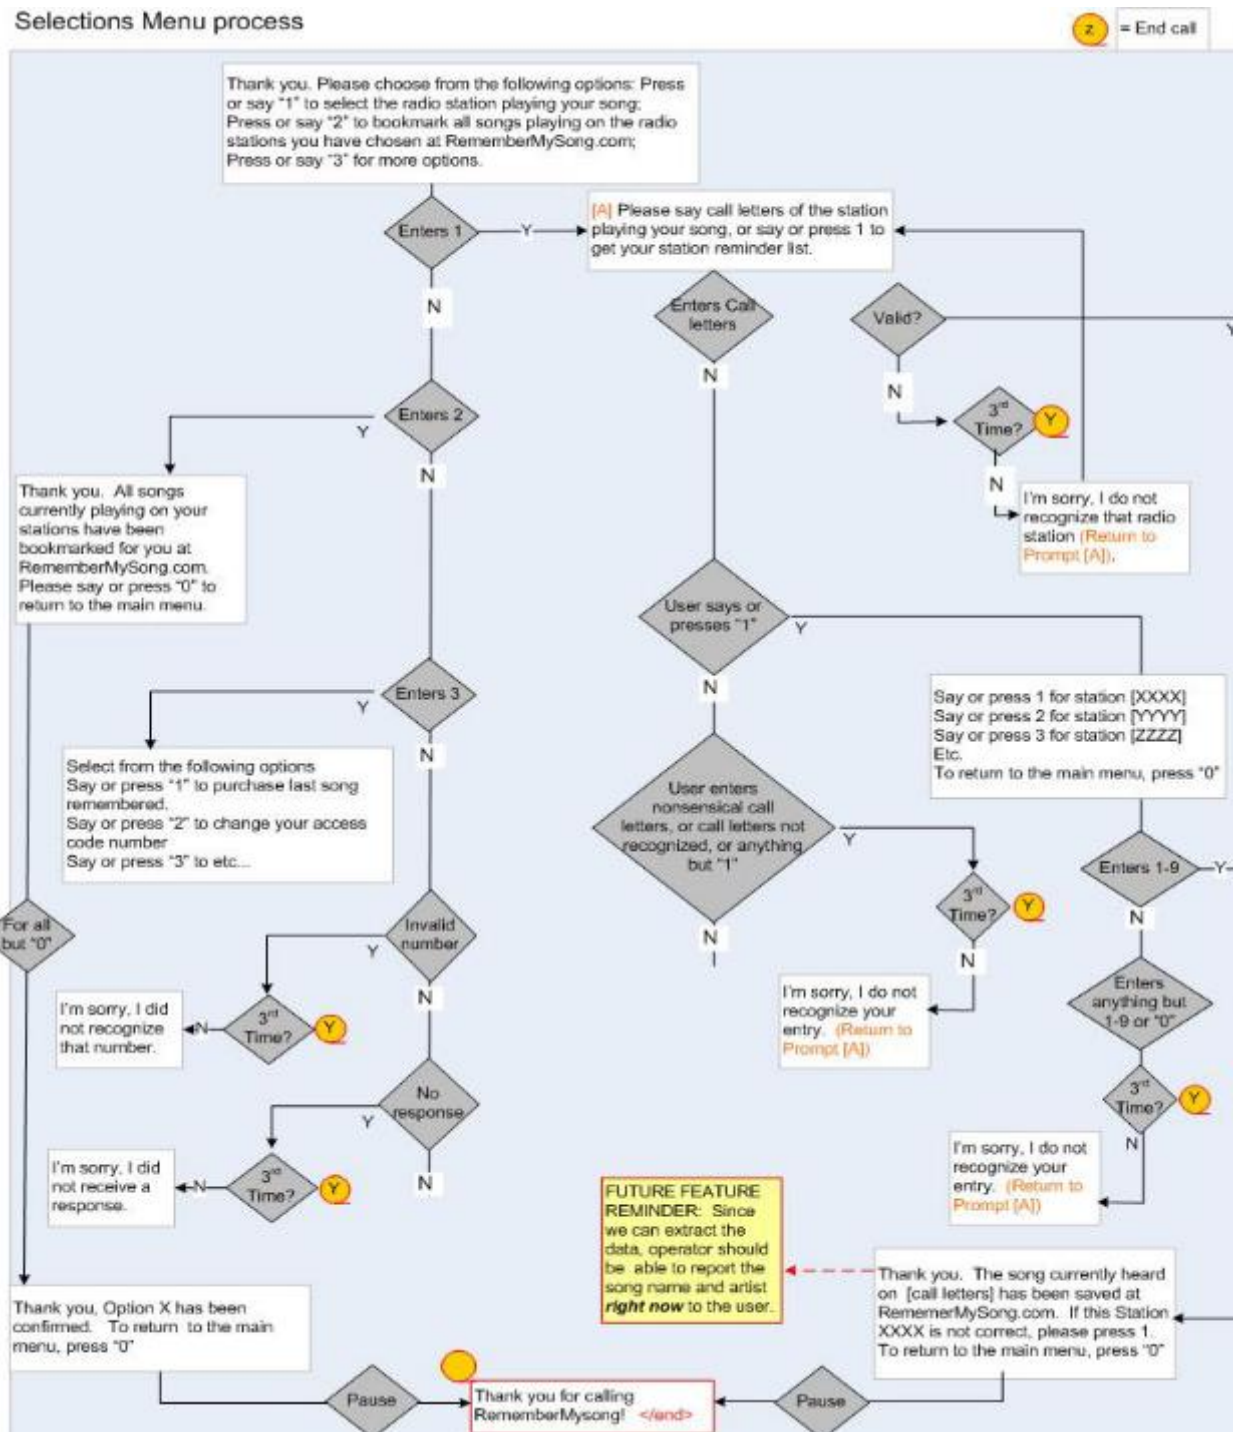 Selections Menu process
z
= End call
Thank you. Please choose from the following options: Press
or say "1" to select the radio station playing your song;
Press or say "2" to bookmark all songs playing on the radio
stations you have chosen at RememberMySong.com;
Press or say "3" for more options.
Enters 1
Y
[A] Please say call letters of the station
playing your song, or say or press 1 to
get your station reminder list.
N
Enters Call
letters
Valid?
Y
N
N
3rd
Time?
Y
Enters 2
Y
N
N
I'm sorry, I do not
recognize that radio
station (Return to
Prompt [A]).
Thank you. All songs
currently playing on your
stations have been
bookmarked for you at
RememberMySong.com.
Please say or press "0" to
return to the main menu.
User says or
presses "1"
Y
N
Enters 3
Y
N
Say or press 1 for station [XXXX]
Say or press 2 for station [YYYY]
Say or press 3 for station [ZZZZ]
Etc.
To return to the main menu, press "0"
Select from the following options
Say or press "1" to purchase last song
remembered.
Say or press "2" to change your access
code number
Say or press "3" to etc...
User enters
nonsensical call
letters, or call letters not
recognized, or anything
but "1"
Y
N
Enters 1-9
Y
N
3rd
Time?
Y
N
For all
but "0"
Invalid
number
Y
N
I'm sorry, I did
not recognize
that number.
N
3rd
Time?
Y
I'm sorry, I do not
recognize your
entry. (Return to
Prompt [A])
Enters
anything but
1-9 or "0"
3rd
Time?
Y
N
No
response
Y
N
I'm sorry, I did
not receive a
response.
N
3rd
Time?
Y
I'm sorry, I do not
recognize your
entry. (Return to
Prompt [A])
FUTURE FEATURE
REMINDER: Since
we can extract the
data, operator should
be able to report the
song name and artist
right now to the user.
Thank you. The song currently heard
on [call letters] has been saved at
RememerMySong.com. If this Station
XXXX is not correct, please press 1.
To return to the main menu, press "0"
Thank you, Option X has been
confirmed. To return to the main
menu, press "0"
Pause
Thank you for calling
RememberMysong! </end>
Pause